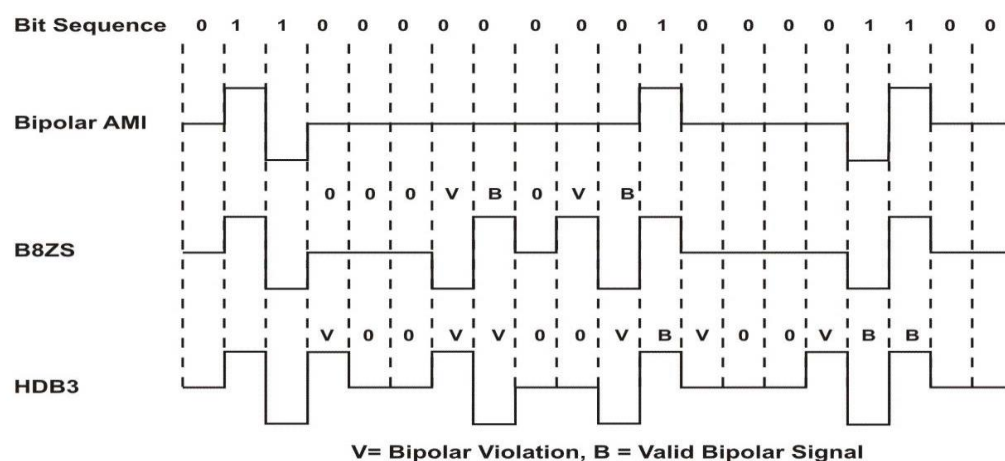 Bit Sequence 0 1 1 0 0 0 0 0 0 0 0 1 0 0 0 0 1 1 0 0
Bipolar AMI
0 0 0 V B 0 V B
B8ZS
V 0 0 V V 0 0 V B V 0 0 V B B
HDB3
V= Bipolar Violation, B = Valid Bipolar Signal